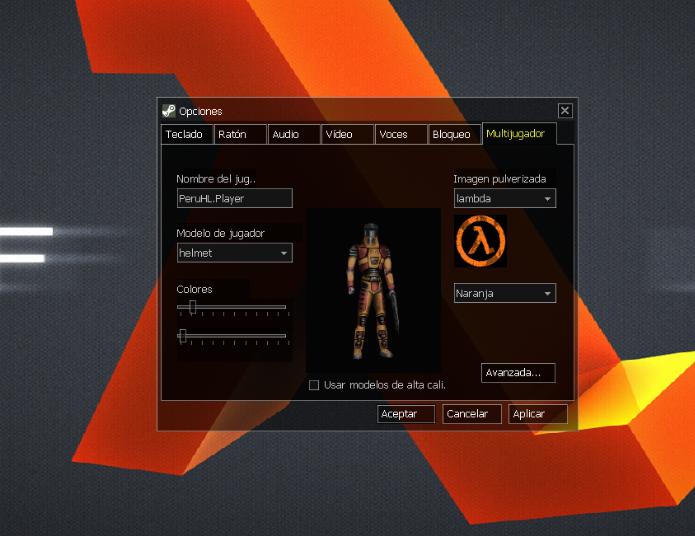 Opciones
Teclado
Ratón
Audio
Vídeo
Voces
Bloqueo
Multijugador
Nombre del jug..
PeruHL.Player
Modelo de jugador
helmet
Colores
Imagen pulverizada
lambda
Naranja
Avanzada...
Usar modelos de alta cali.
Aceptar
Cancelar
Aplicar